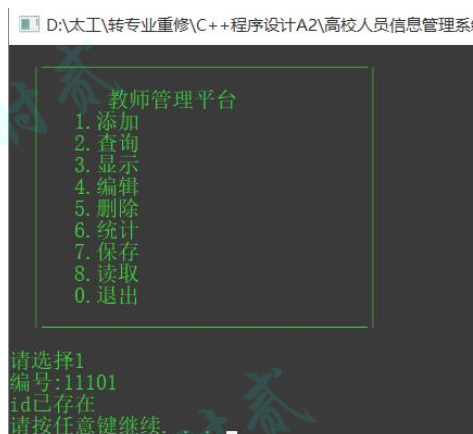 D:\太工\转专业重修\C++程序设计A2\高校人员信息管理系统
教师管理平台
1.添加
2.查询
3.显示
4.编辑
5.删除
6.统计
7.保存
8.读取
0.退出
请选择1
编号:11101
id已存在
请按任意键继续. . .